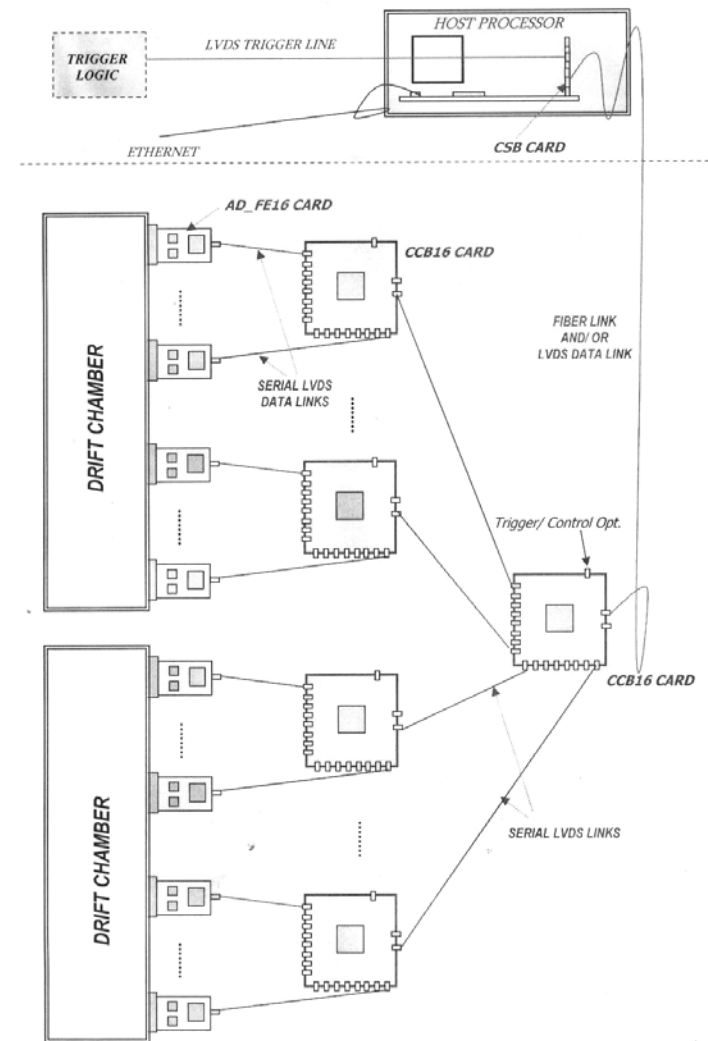 HOST PROCESSOR
LVDS TRIGGER LINE
TRIGGER
LOGIC
CSB CARD
ETHERNET
AD_FE16 CARD
CCB16 CARD
FIBER LINK
AND/ OR
LVDS DATA LINK
SERIAL LVDS
DATA LINKS
DRIFT CHAMBER
Trigger/ Control Opt.
CCB16 CARD
SERIAL LVDS LINKS
DRIFT CHAMBER